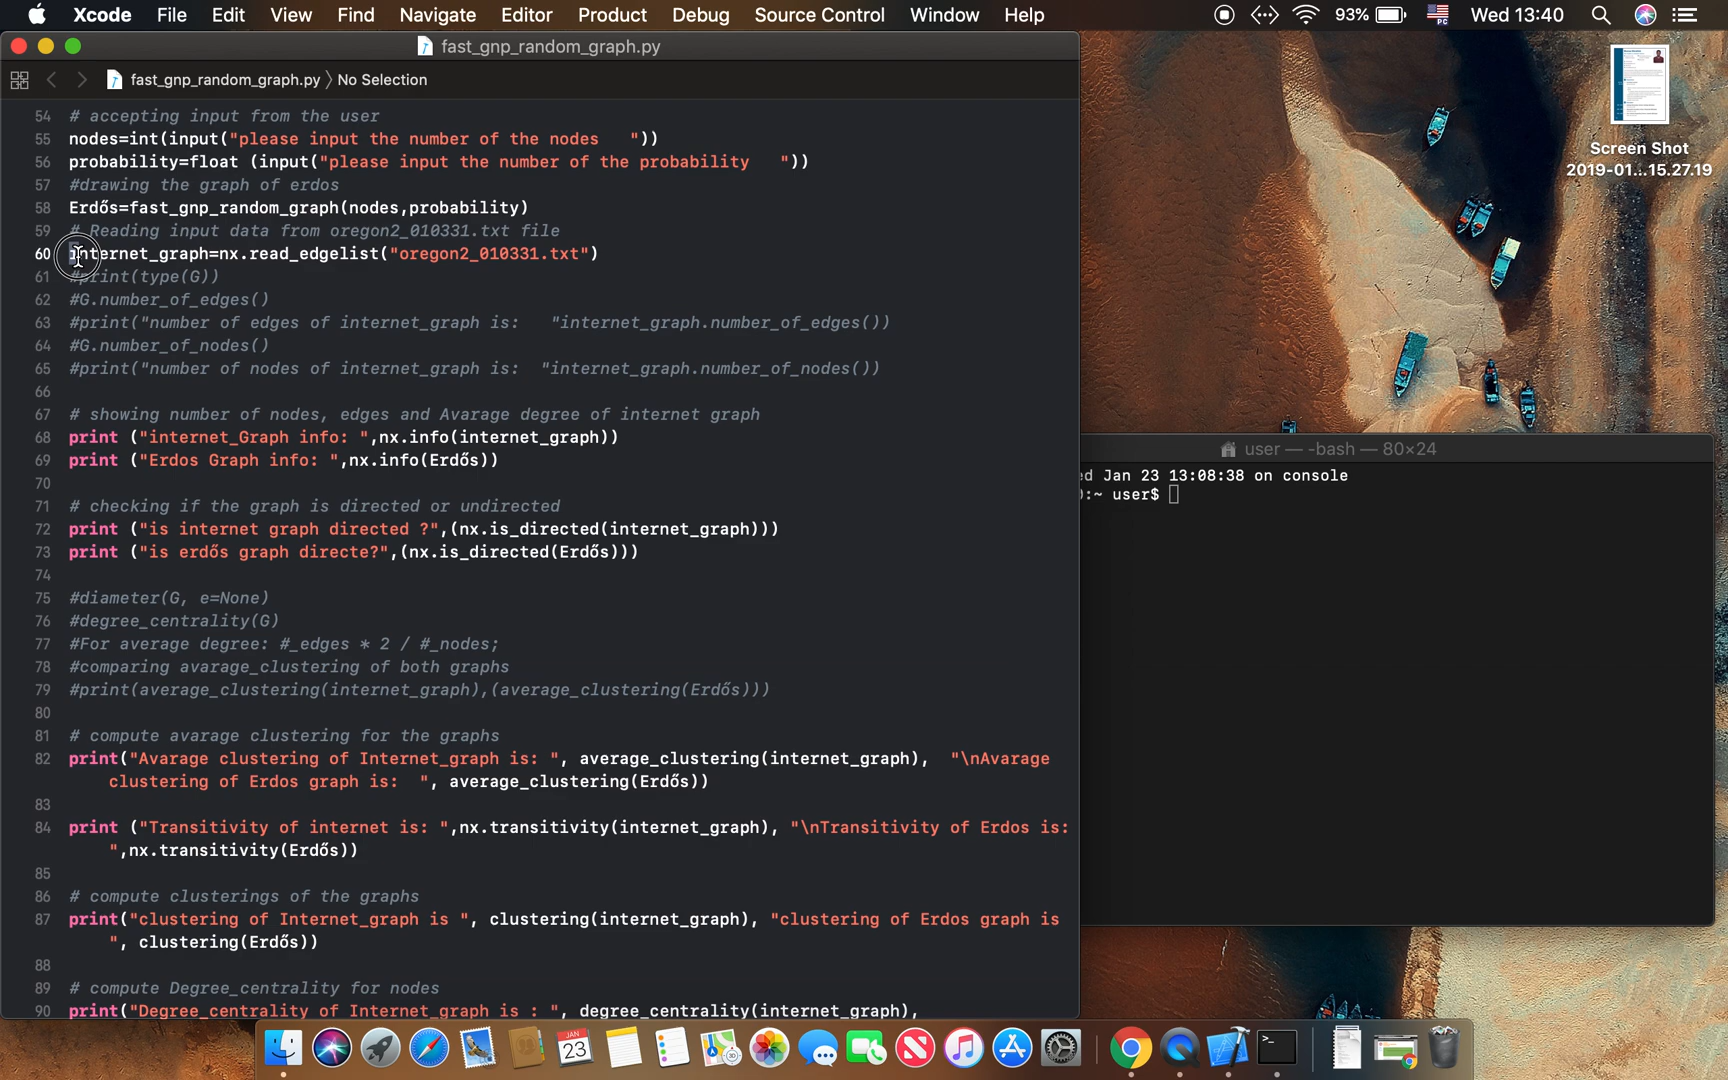 Xcode File Edit View Find Navigate Editor Product Debug Source Control Window Help 93% PC Wed 13:40
fast_gnp_random_graph.py
fast_gnp_random_graph.py 〉 No Selection
54 # accepting input from the user
55 nodes=int(input("please input the number of the nodes   "))
56 probability=float (input("please input the number of the probability   "))
57 #drawing the graph of erdos
58 Erdős=fast_gnp_random_graph(nodes,probability)
59 # Reading input data from oregon2_010331.txt file
60 internet_graph=nx.read_edgelist("oregon2_010331.txt")
61 #print(type(G))
62 #G.number_of_edges()
63 #print("number of edges of internet_graph is:   "internet_graph.number_of_edges())
64 #G.number_of_nodes()
65 #print("number of nodes of internet_graph is:  "internet_graph.number_of_nodes())
66
67 # showing number of nodes, edges and Avarage degree of internet graph
68 print ("internet_Graph info: ",nx.info(internet_graph))
69 print ("Erdos Graph info: ",nx.info(Erdős))
70
71 # checking if the graph is directed or undirected
72 print ("is internet graph directed ?",(nx.is_directed(internet_graph)))
73 print ("is erdős graph directe?",(nx.is_directed(Erdős)))
74
75 #diameter(G, e=None)
76 #degree_centrality(G)
77 #For average degree: #_edges * 2 / #_nodes;
78 #comparing avarage_clustering of both graphs
79 #print(average_clustering(internet_graph),(average_clustering(Erdős)))
80
81 # compute avarage clustering for the graphs
82 print("Avarage clustering of Internet_graph is: ", average_clustering(internet_graph),  "\nAvarage
clustering of Erdos graph is:  ", average_clustering(Erdős))
83
84 print ("Transitivity of internet is: ",nx.transitivity(internet_graph), "\nTransitivity of Erdos is:
",nx.transitivity(Erdős))
85
86 # compute clusterings of the graphs
87 print("clustering of Internet_graph is ", clustering(internet_graph), "clustering of Erdos graph is
", clustering(Erdős))
88
89 # compute Degree_centrality for nodes
90 print("Degree_centrality of Internet_graph is : ", degree_centrality(internet_graph),
Screen Shot
2019-01...15.27.19
user — -bash — 80×24
ed Jan 23 13:08:38 on console
:~ user$
JAN
23